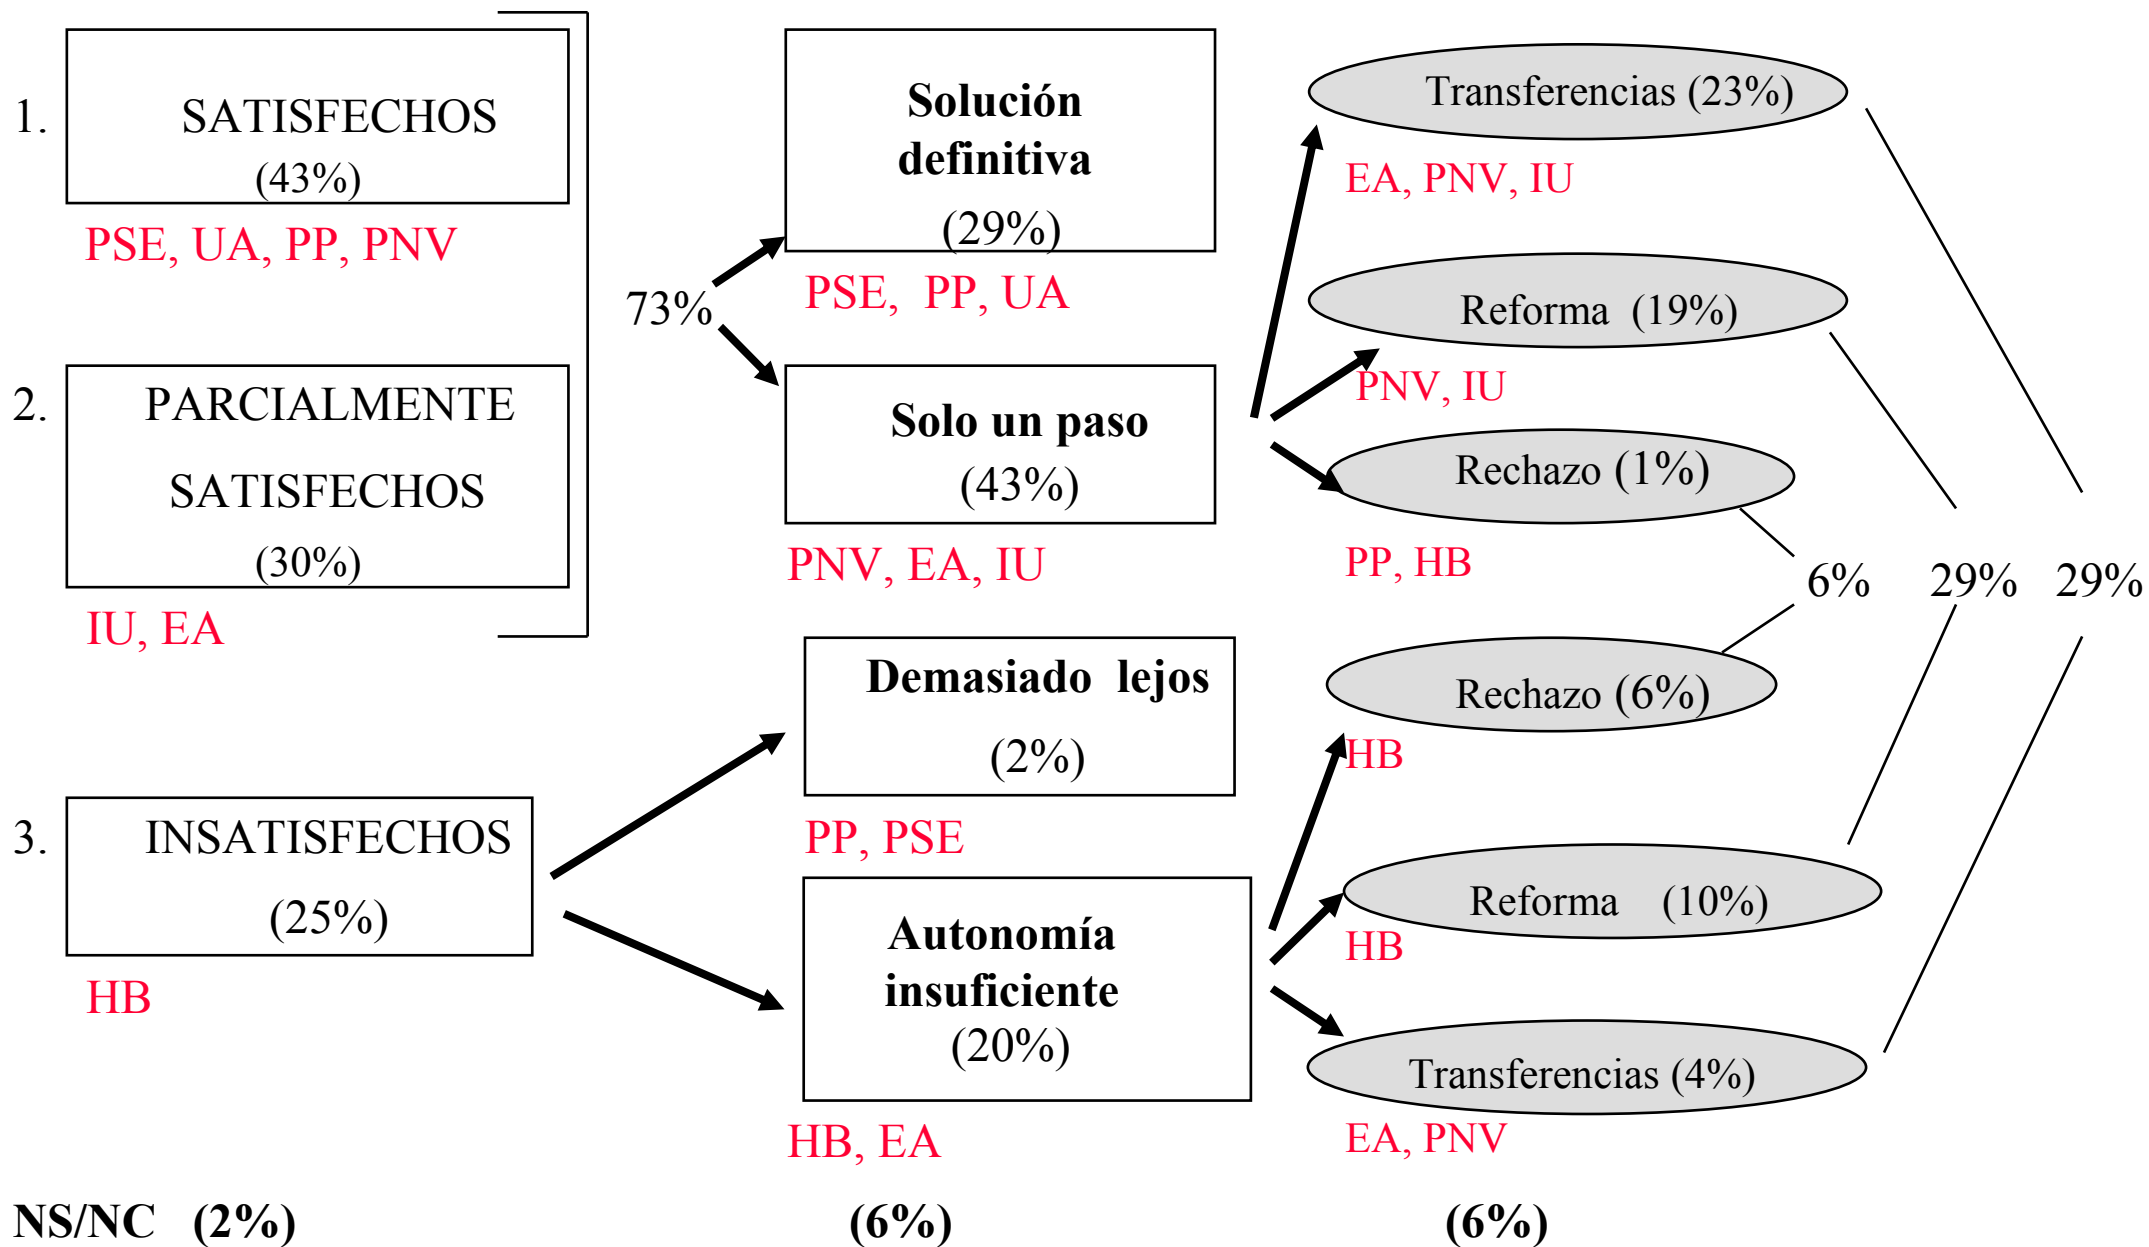 1.
SATISFECHOS
(43%)
PSE, UA, PP, PNV
2.
PARCIALMENTE
SATISFECHOS
(30%)
IU, EA
3.
INSATISFECHOS
(25%)
HB
73%
Solución
definitiva
(29%)
PSE, PP, UA
Solo un paso
(43%)
PNV, EA, IU
Demasiado lejos
(2%)
PP, PSE
Autonomía
insuficiente
(20%)
HB, EA
Transferencias (23%)
EA, PNV, IU
Reforma (19%)
PNV, IU
Rechazo (1%)
PP, HB
Rechazo (6%)
HB
Reforma (10%)
HB
Transferencias (4%)
EA, PNV
6% 29% 29%
NS/NC (2%) (6%) (6%)